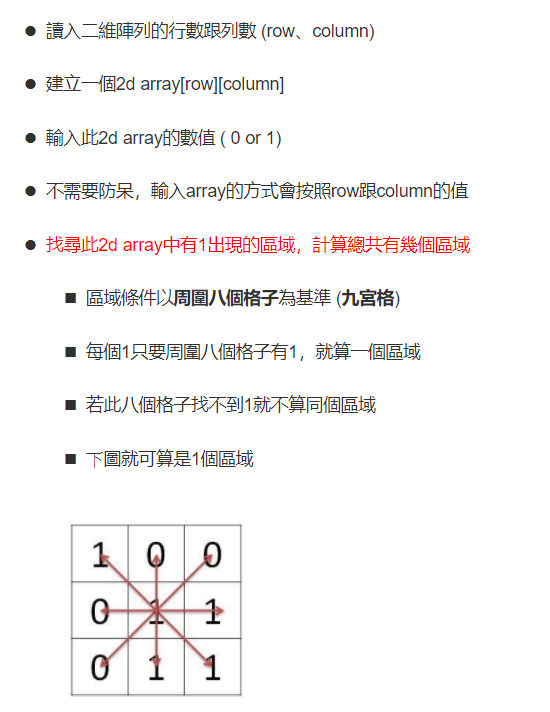 讀入二維陣列的行數跟列數 (row、column)
建立一個2d array[row][column]
輸入此2d array的數值 ( 0 or 1)
不需要防呆，輸入array的方式會按照row跟column的值
找尋此2d array中有1出現的區域，計算總共有幾個區域
區域條件以周圍八個格子為基準 (九宮格)
每個1只要周圍八個格子有1，就算一個區域
若此八個格子找不到1就不算同個區域
下圖就可算是1個區域
1 0 0
0 1 1
0 1 1